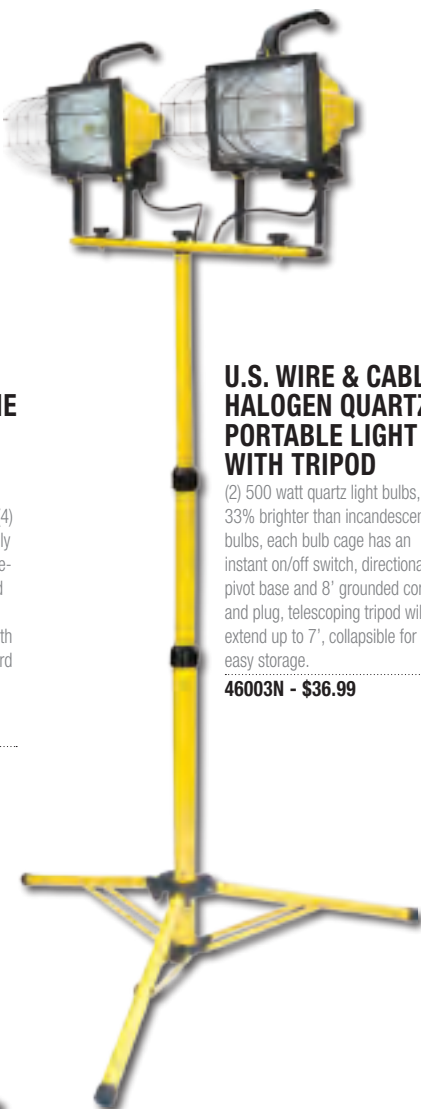 U.S. WIRE & CABL
HALOGEN QUARTZ
PORTABLE LIGHT
WITH TRIPOD
(2) 500 watt quartz light bulbs,
33% brighter than incandescen
bulbs, each bulb cage has an
instant on/off switch, directiona
pivot base and 8' grounded cor
and plug, telescoping tripod wil
extend up to 7', collapsible for
easy storage.
46003N - $36.99